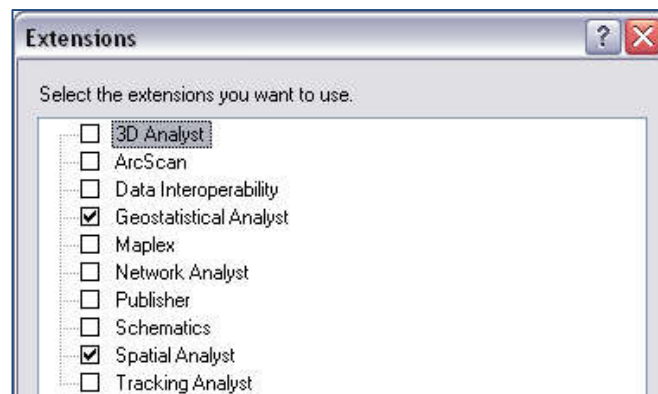 Extensions
Select the extensions you want to use.
3D Analyst
ArcScan
Data Interoperability
Geostatistical Analyst
Maplex
Network Analyst
Publisher
Schematics
Spatial Analyst
Tracking Analyst